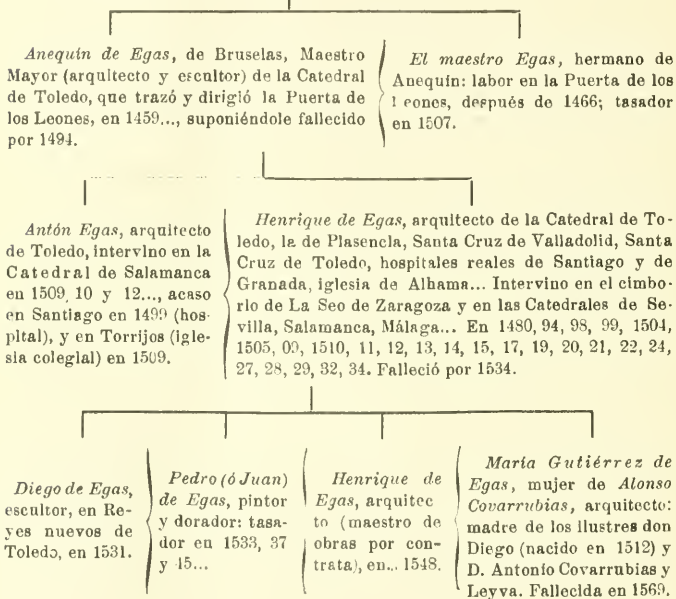 Anequin de Egas, de Bruselas, Maestro
Mayor (arquitecto y escultor) de la Catedral
de Toledo, que trazó y dirigió la Puerta de
los Leones, en 1459..., suponiéndole fallecido
por 1494.
El maestro Egas, hermano de
Anequín: labor en la Puerta de los
Leones, después de 1466; tasador
en 1507.
Antón Egas, arquitecto
de Toledo, intervino en la
Catedral de Salamanca
en 1509, 10 y 12..., acaso
en Santiago en 1499 (hos-
pital), y en Torrijos (igle-
sia colegial) en 1509.
Henrique de Egas, arquitecto de la Catedral de To-
ledo, la de Plasencia, Santa Cruz de Valladolid, Santa
Cruz de Toledo, hospitales reales de Santiago y de
Granada, iglesia de Alhama... Intervino en el cimbo-
rio de La Seo de Zaragoza y en las Catedrales de Se-
villa, Salamanca, Málaga... En 1480, 94, 98, 99, 1504,
1505, 09, 1510, 11, 12, 13, 14, 15, 17, 19, 20, 21, 22, 24,
27, 28, 29, 32, 34. Falleció por 1534.
Diego de Egas,
escultor, en Re-
yes nuevos de
Toledo, en 1531.
Pedro (ó Juan)
de Egas, pintor
y dorador: tasa-
dor en 1533, 37
y 45...
Henrique de
Egas, arquitec
to (maestro de
obras por con-
trata), en... 1548.
María Gutiérrez de
Egas, mujer de Alonso
Covarrubias, arquitecto:
madre de los ilustres don
Diego (nacido en 1512) y
D. Antonio Covarrubias y
Leyva. Fallecida en 1569.